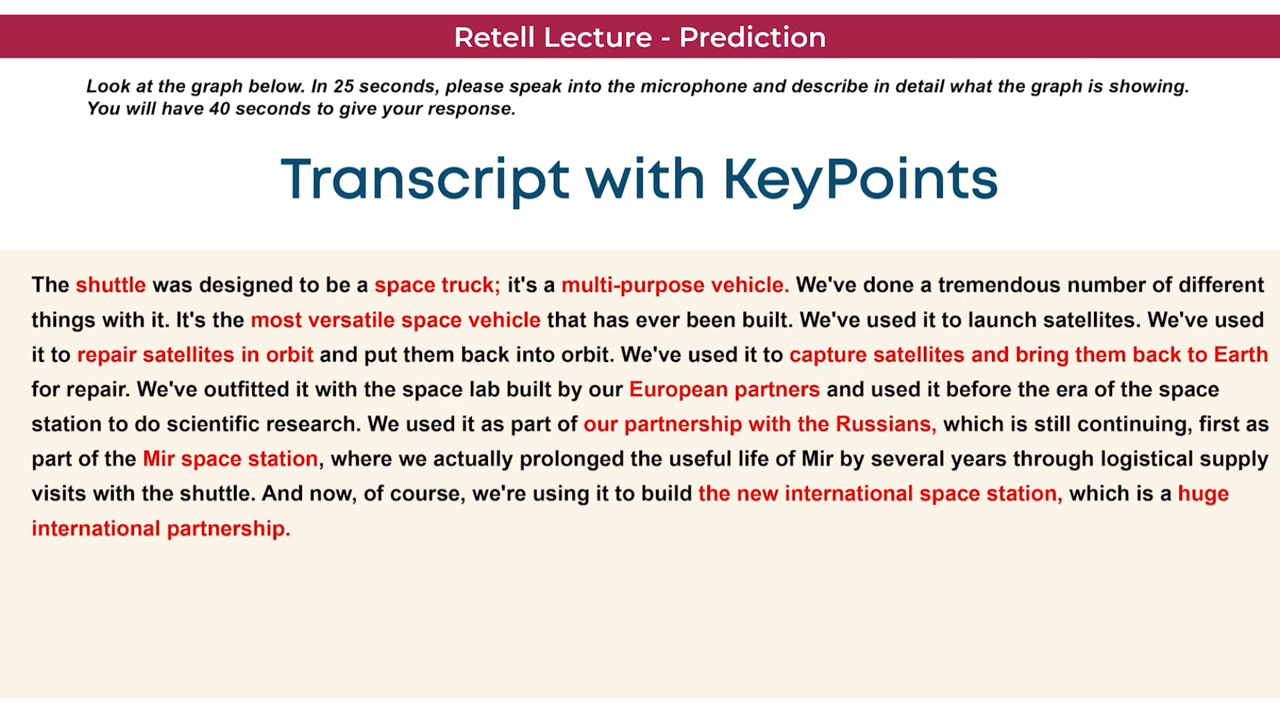 Retell Lecture - Prediction
Look at the graph below. In 25 seconds, please speak into the microphone and describe in detail what the graph is showing.
You will have 40 seconds to give your response.
Transcript with KeyPoints
The shuttle was designed to be a space truck; it's a multi-purpose vehicle. We've done a tremendous number of different
things with it. It's the most versatile space vehicle that has ever been built. We've used it to launch satellites. We've used
it to repair satellites in orbit and put them back into orbit. We've used it to capture satellites and bring them back to Earth
for repair. We've outfitted it with the space lab built by our European partners and used it before the era of the space
station to do scientific research. We used it as part of our partnership with the Russians, which is still continuing, first as
part of the Mir space station, where we actually prolonged the useful life of Mir by several years through logistical supply
visits with the shuttle. And now, of course, we're using it to build the new international space station, which is a huge
international partnership.